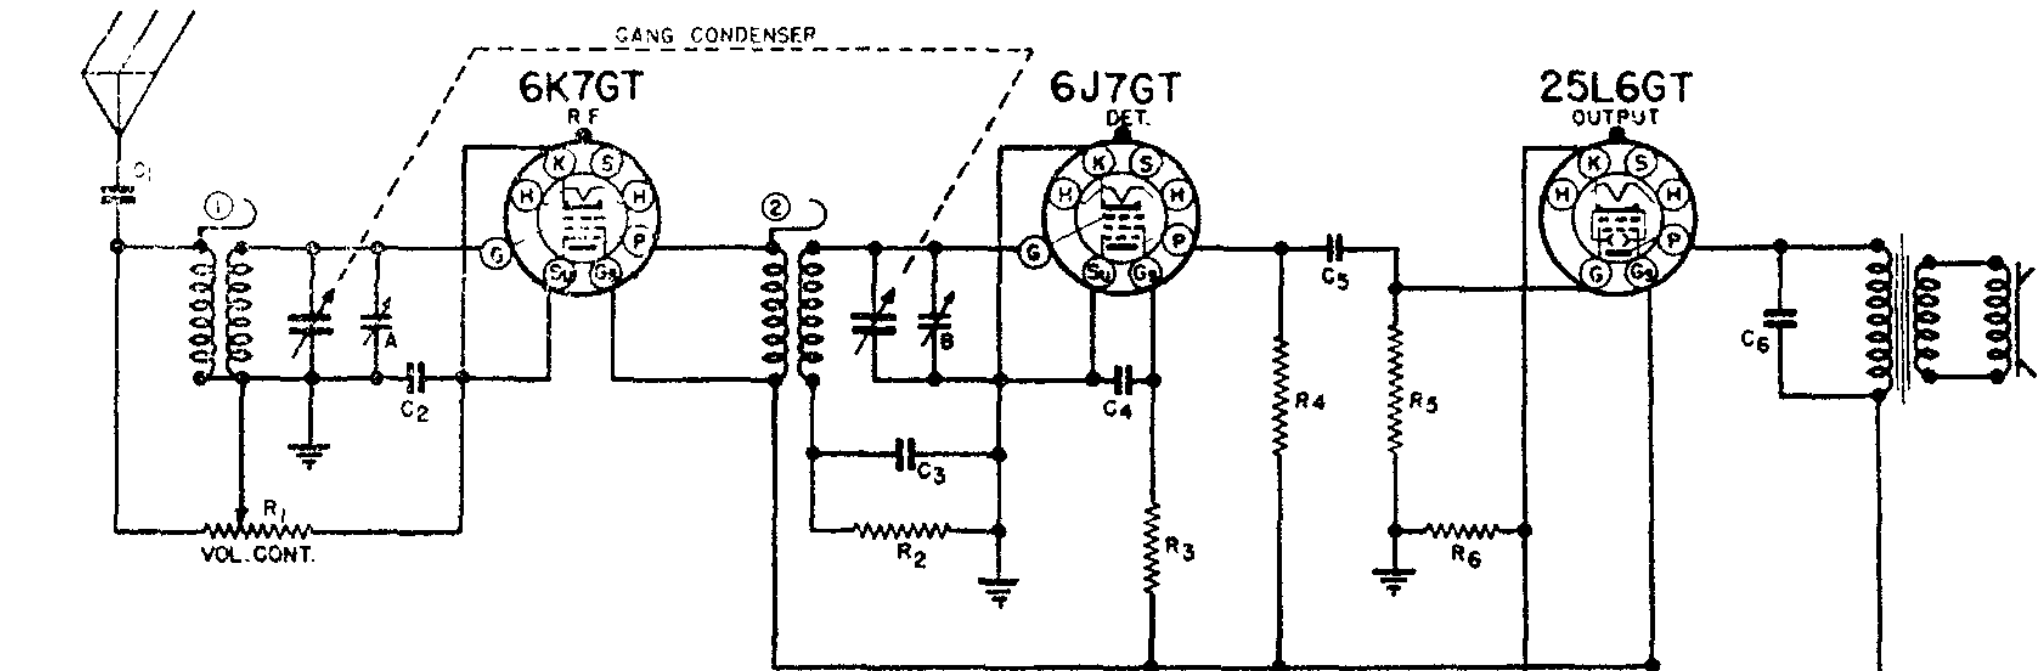 GANG CONDENSER
6K7GT
R F
6J7GT
DET.
25L6GT
OUTPUT
K S
H H
G P
Su Gs
K S
H H
G P
Su Gs
K S
H H
P
G Gs
C1
1
2
A
B
C2
C3
C4
C5
C6
R1
VOL. CONT.
R2
R3
R4
R5
R6